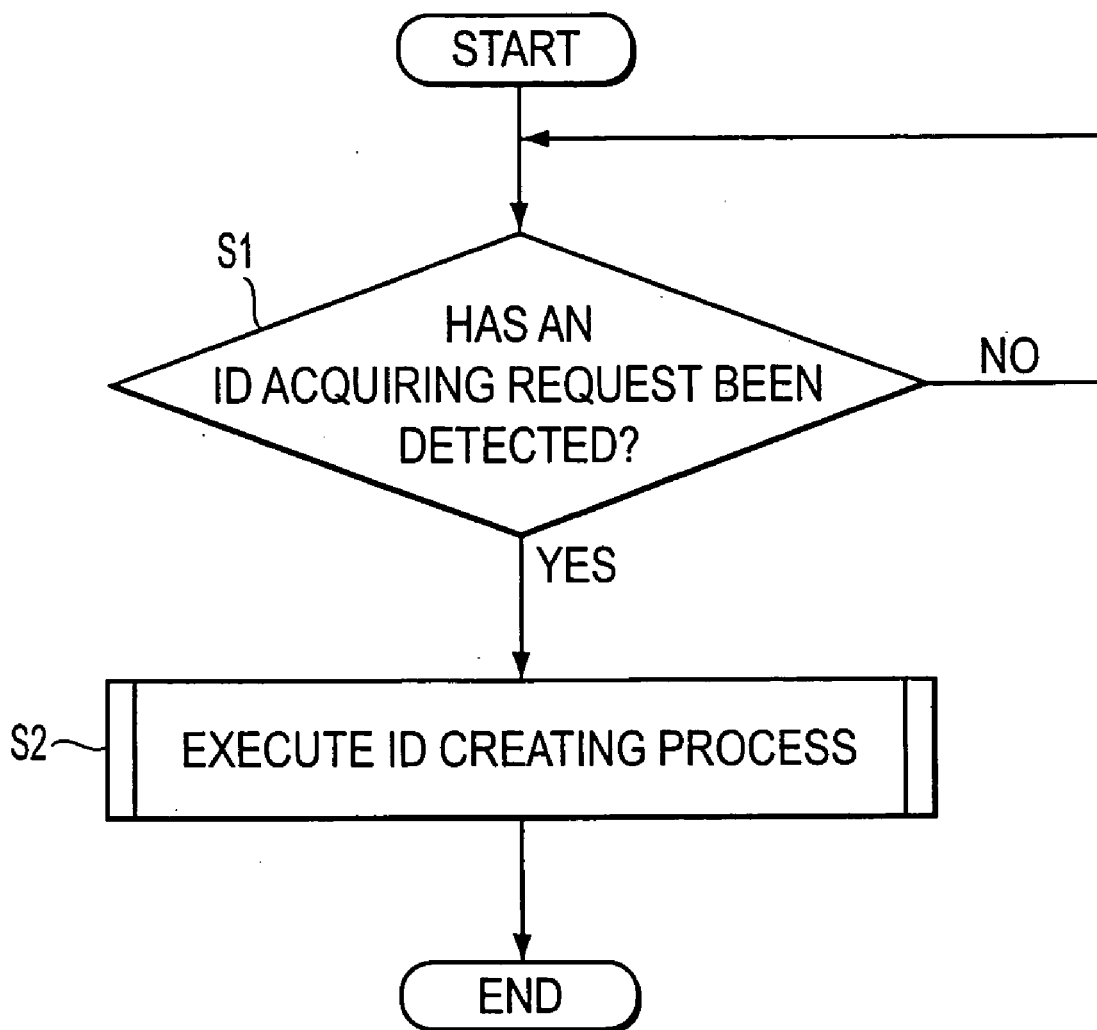 START
S1
HAS AN
ID ACQUIRING REQUEST BEEN
DETECTED?
NO
YES
S2
EXECUTE ID CREATING PROCESS
END